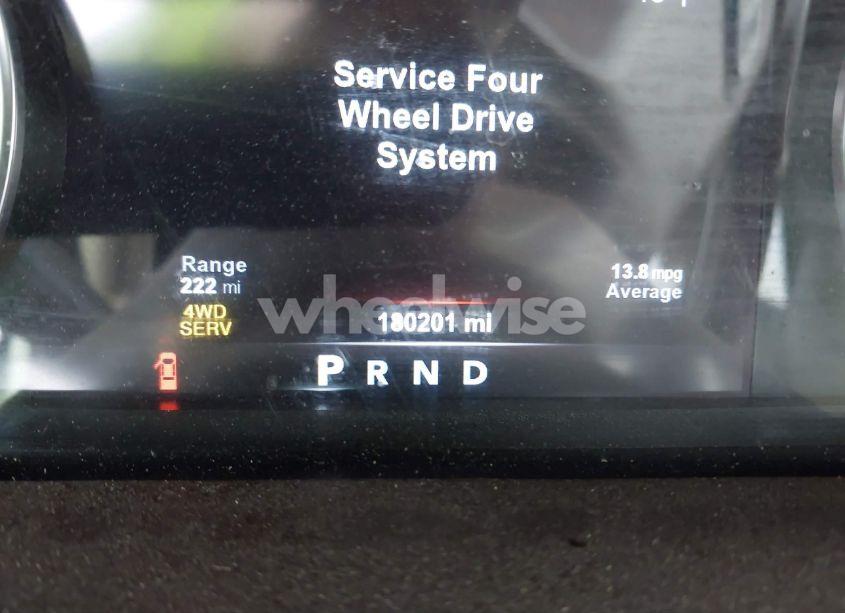 Service Four
Wheel Drive
System
Range
222 mi
13.8 mpg
Average
4WD
SERV
wheelwise
180201 mi
P R N D